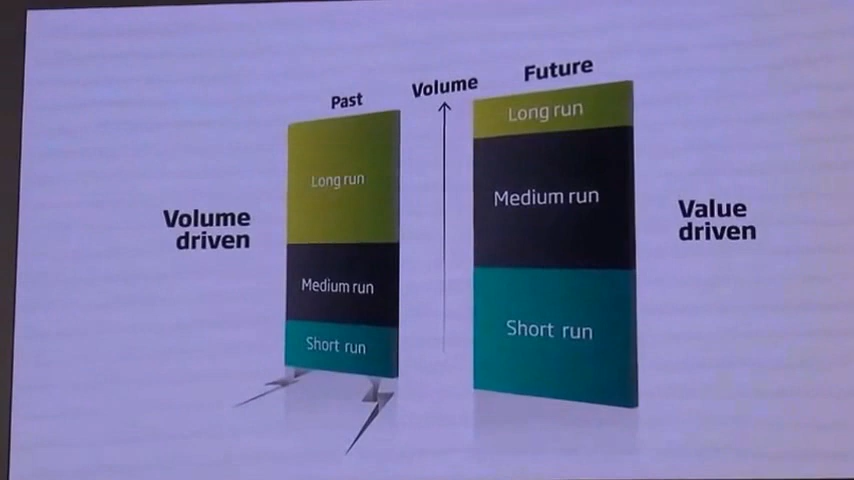 Past
Volume
Future
Long run
Medium run
Short run
Long run
Medium run
Short run
Volume
driven
Value
driven